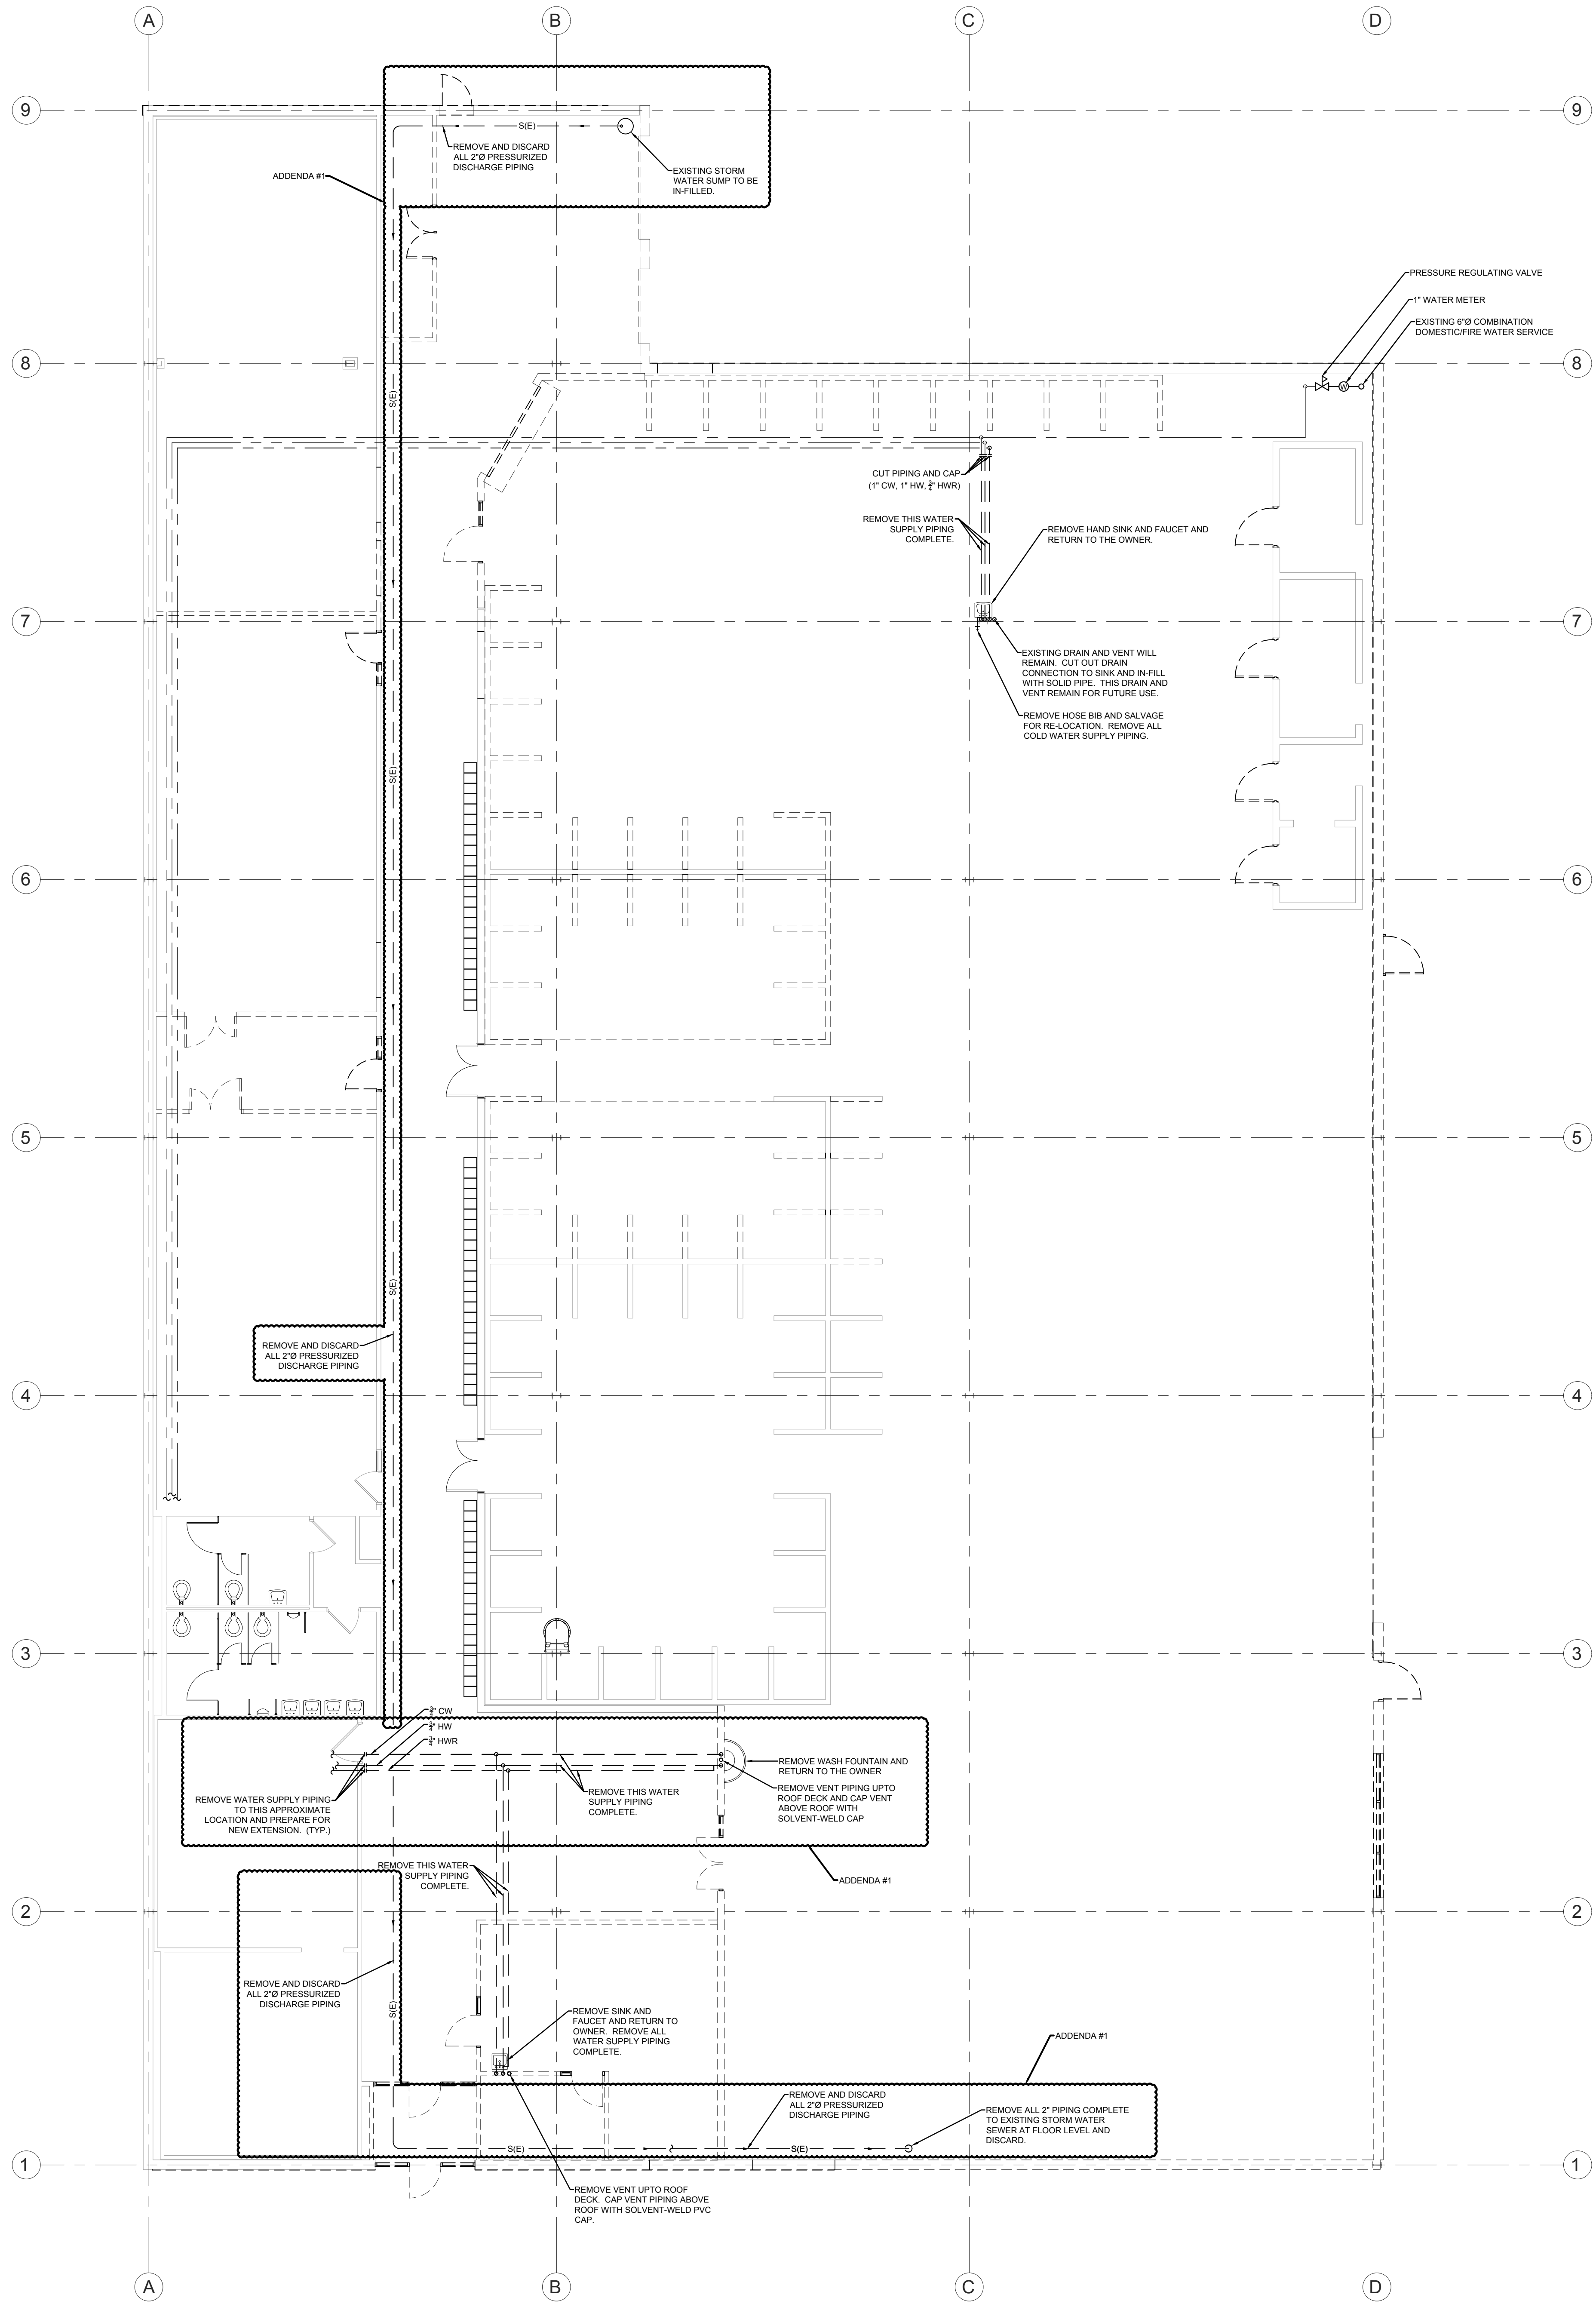 A
B
C
D
9
9
S(E)
REMOVE AND DISCARD
ALL 2"Ø PRESSURIZED
DISCHARGE PIPING
EXISTING STORM
WATER SUMP TO BE
IN-FILLED.
ADDENDA #1
PRESSURE REGULATING VALVE
1" WATER METER
EXISTING 6"Ø COMBINATION
DOMESTIC/FIRE WATER SERVICE
8
8
W
S(E)
CUT PIPING AND CAP
(1" CW, 1" HW, ¾" HWR)
REMOVE THIS WATER
SUPPLY PIPING
COMPLETE.
REMOVE HAND SINK AND FAUCET AND
RETURN TO THE OWNER.
7
7
EXISTING DRAIN AND VENT WILL
REMAIN. CUT OUT DRAIN
CONNECTION TO SINK AND IN-FILL
WITH SOLID PIPE. THIS DRAIN AND
VENT REMAIN FOR FUTURE USE.
REMOVE HOSE BIB AND SALVAGE
FOR RE-LOCATION. REMOVE ALL
COLD WATER SUPPLY PIPING.
S(E)
6
6
5
5
S(E)
REMOVE AND DISCARD
ALL 2"Ø PRESSURIZED
DISCHARGE PIPING
4
4
3
3
¾" CW
¾" HW
¾" HWR
REMOVE WASH FOUNTAIN AND
RETURN TO THE OWNER
REMOVE VENT PIPING UPTO
ROOF DECK AND CAP VENT
ABOVE ROOF WITH
SOLVENT-WELD CAP
REMOVE THIS WATER
SUPPLY PIPING
COMPLETE.
REMOVE WATER SUPPLY PIPING
TO THIS APPROXIMATE
LOCATION AND PREPARE FOR
NEW EXTENSION. (TYP.)
REMOVE THIS WATER
SUPPLY PIPING
COMPLETE.
ADDENDA #1
2
2
REMOVE AND DISCARD
ALL 2"Ø PRESSURIZED
DISCHARGE PIPING
S(E)
REMOVE SINK AND
FAUCET AND RETURN TO
OWNER. REMOVE ALL
WATER SUPPLY PIPING
COMPLETE.
ADDENDA #1
REMOVE AND DISCARD
ALL 2"Ø PRESSURIZED
DISCHARGE PIPING
REMOVE ALL 2" PIPING COMPLETE
TO EXISTING STORM WATER
SEWER AT FLOOR LEVEL AND
DISCARD.
S(E)
S(E)
1
1
REMOVE VENT UPTO ROOF
DECK. CAP VENT PIPING ABOVE
ROOF WITH SOLVENT-WELD PVC
CAP.
A
B
C
D